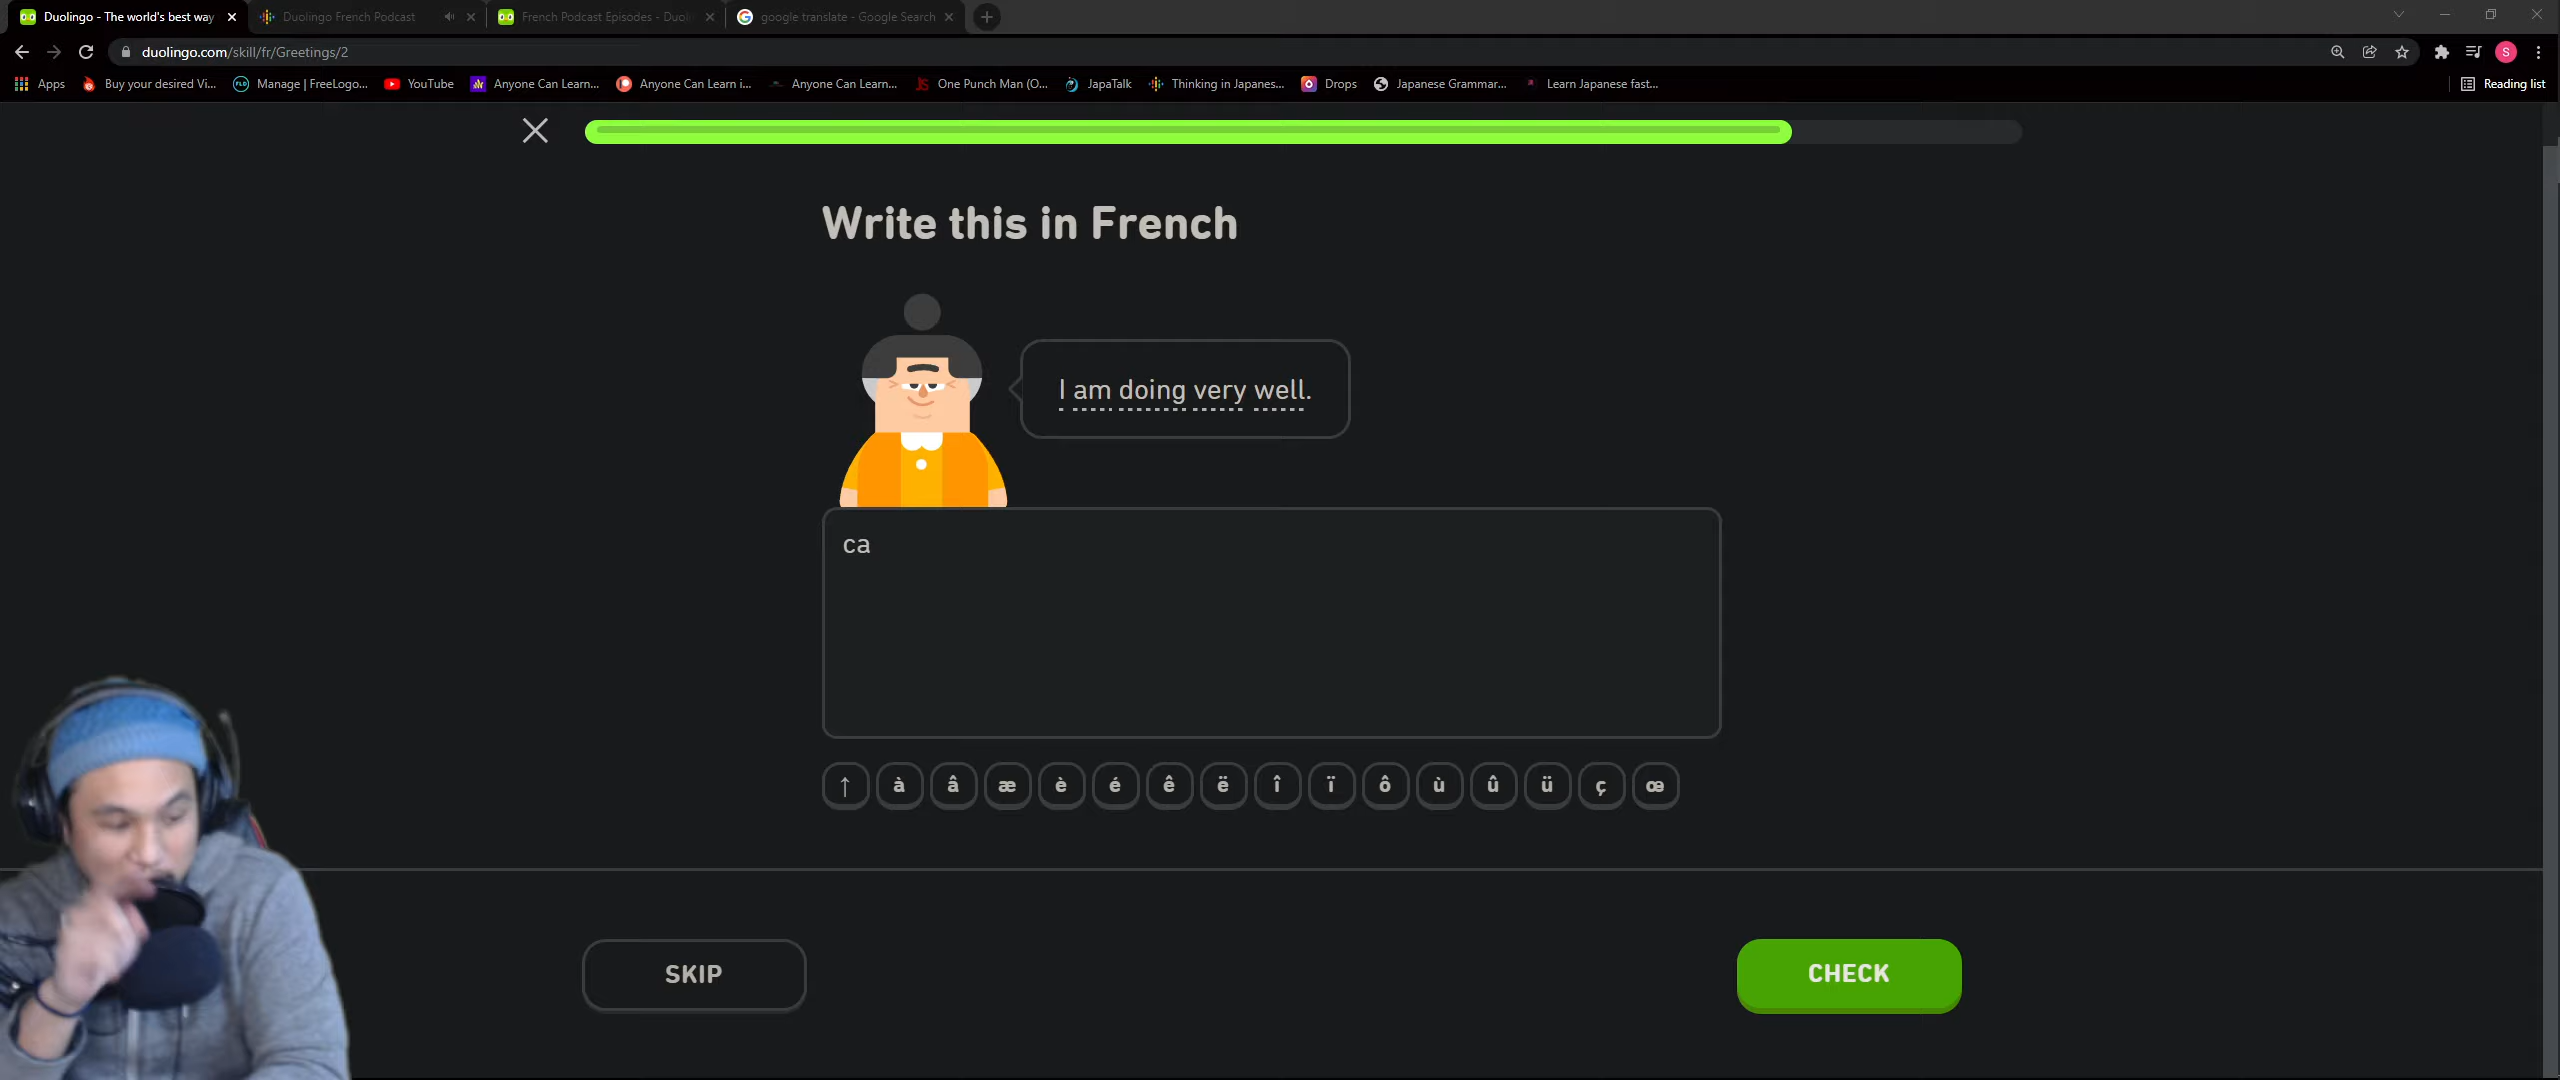 Duolingo - The world's best way
Duolingo French Podcast
French Podcast Episodes - Duoli
google translate - Google Search
duolingo.com/skill/fr/Greetings/2
S
Apps
Buy your desired Vi...
Manage | FreeLogo...
YouTube
Anyone Can Learn...
Anyone Can Learn i...
Anyone Can Learn...
One Punch Man (O...
JapaTalk
Thinking in Japanes...
Drops
Japanese Grammar...
Learn Japanese fast...
Reading list
Write this in French
I am doing very well.
ca
↑ à â æ è é ê ë î ï ô ù û ü ç œ
SKIP
CHECK